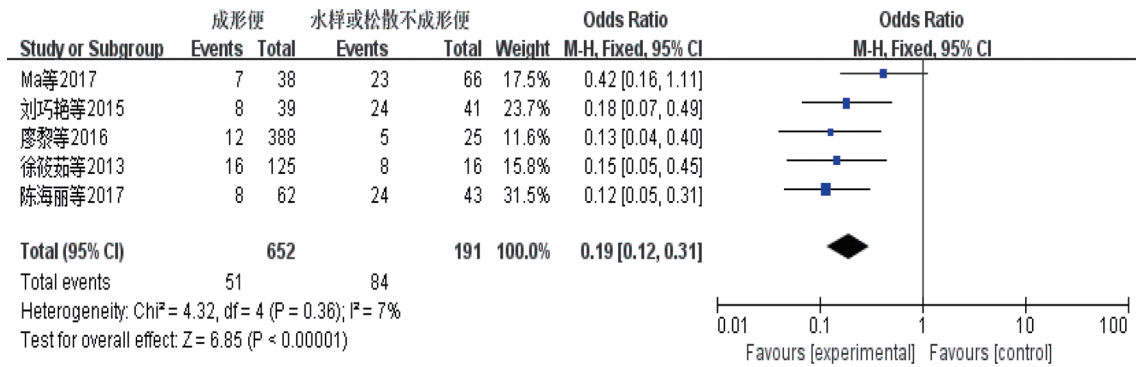 成形便 水样或松散不成形便 Odds Ratio Odds Ratio
Study or Subgroup Events Total Events Total Weight M-H, Fixed, 95% CI M-H, Fixed, 95% CI
Ma等2017 7 38 23 66 17.5% 0.42 [0.16, 1.11]
刘巧艳等2015 8 39 24 41 23.7% 0.18 [0.07, 0.49]
廖黎等2016 12 388 5 25 11.6% 0.13 [0.04, 0.40]
徐筱茹等2013 16 125 8 16 15.8% 0.15 [0.05, 0.45]
陈海丽等2017 8 62 24 43 31.5% 0.12 [0.05, 0.31]
Total (95% CI) 652 191 100.0% 0.19 [0.12, 0.31]
Total events 51 84
Heterogeneity: Chi² = 4.32, df = 4 (P = 0.36); I² = 7%
Test for overall effect: Z = 6.85 (P < 0.00001)
0.01 0.1 1 10 100
Favours [experimental] Favours [control]